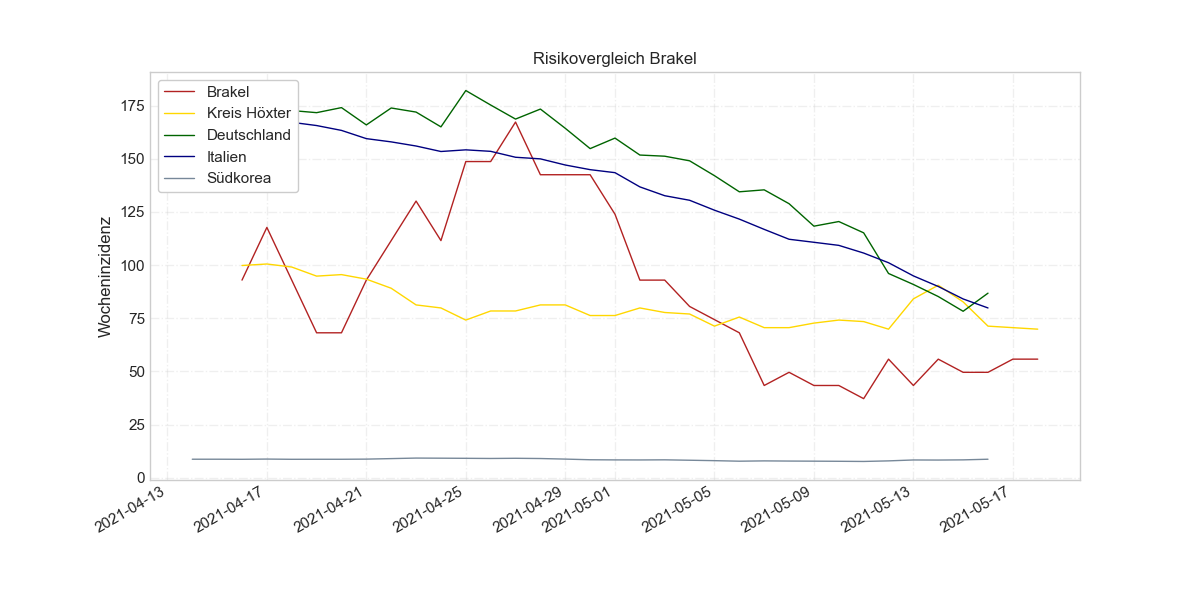 Risikovergleich Brakel
Brakel
Kreis Höxter
Deutschland
Italien
Südkorea
Wocheninzidenz
175
150
125
100
75
50
25
0
2021-04-13
2021-04-17
2021-04-21
2021-04-25
2021-04-29
2021-05-01
2021-05-05
2021-05-09
2021-05-13
2021-05-17